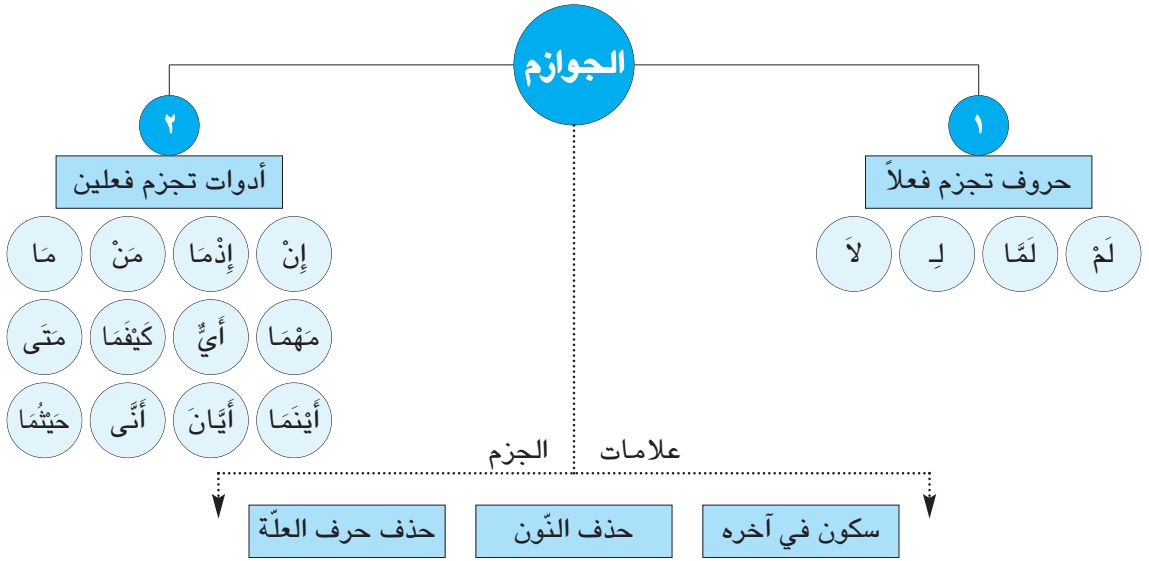 الجوازم
١
حروف تجزم فعلاً
لَمْ
لَمَّا
لِـ
لاَ
٢
أدوات تجزم فعلين
إِنْ
إِذْمَا
مَنْ
مَا
مَهْمَا
أَيٌّ
كَيْفَمَا
مَتَى
أَيْنَمَا
أَيَّانَ
أَنَّى
حَيْثُمَا
علامات الجزم
سكون في آخره
حذف النّون
حذف حرف العلّة